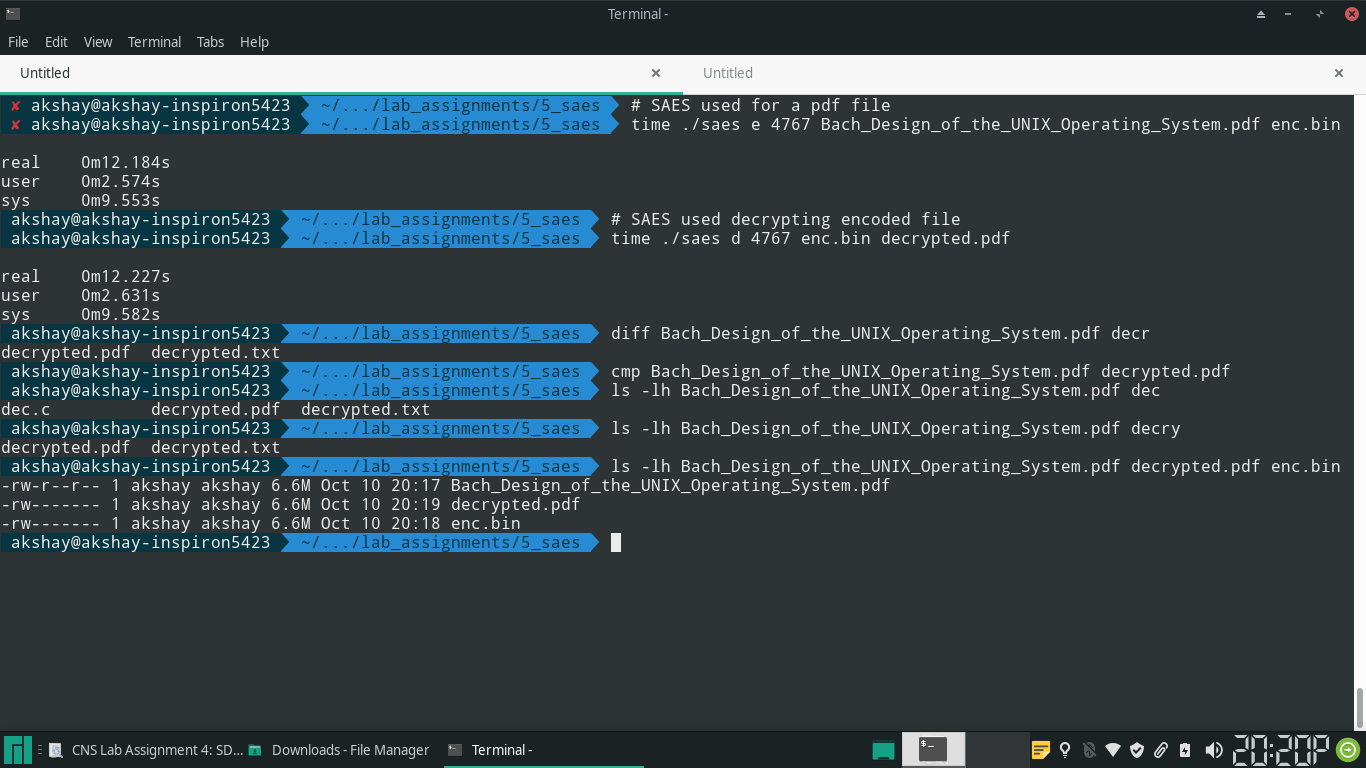 Terminal -
File Edit View Terminal Tabs Help
Untitled × Untitled ×
✘ akshay@akshay-inspiron5423 ~/.../lab_assignments/5_saes # SAES used for a pdf file
✘ akshay@akshay-inspiron5423 ~/.../lab_assignments/5_saes time ./saes e 4767 Bach_Design_of_the_UNIX_Operating_System.pdf enc.bin
real 0m12.184s
user 0m2.574s
sys 0m9.553s
akshay@akshay-inspiron5423 ~/.../lab_assignments/5_saes # SAES used decrypting encoded file
akshay@akshay-inspiron5423 ~/.../lab_assignments/5_saes time ./saes d 4767 enc.bin decrypted.pdf
real 0m12.227s
user 0m2.631s
sys 0m9.582s
akshay@akshay-inspiron5423 ~/.../lab_assignments/5_saes diff Bach_Design_of_the_UNIX_Operating_System.pdf decr
decrypted.pdf decrypted.txt
akshay@akshay-inspiron5423 ~/.../lab_assignments/5_saes cmp Bach_Design_of_the_UNIX_Operating_System.pdf decrypted.pdf
akshay@akshay-inspiron5423 ~/.../lab_assignments/5_saes ls -lh Bach_Design_of_the_UNIX_Operating_System.pdf dec
dec.c decrypted.pdf decrypted.txt
akshay@akshay-inspiron5423 ~/.../lab_assignments/5_saes ls -lh Bach_Design_of_the_UNIX_Operating_System.pdf decry
decrypted.pdf decrypted.txt
akshay@akshay-inspiron5423 ~/.../lab_assignments/5_saes ls -lh Bach_Design_of_the_UNIX_Operating_System.pdf decrypted.pdf enc.bin
-rw-r--r-- 1 akshay akshay 6.6M Oct 10 20:17 Bach_Design_of_the_UNIX_Operating_System.pdf
-rw------- 1 akshay akshay 6.6M Oct 10 20:19 decrypted.pdf
-rw------- 1 akshay akshay 6.6M Oct 10 20:18 enc.bin
akshay@akshay-inspiron5423 ~/.../lab_assignments/5_saes
CNS Lab Assignment 4: SD... Downloads - File Manager Terminal - 20:20P